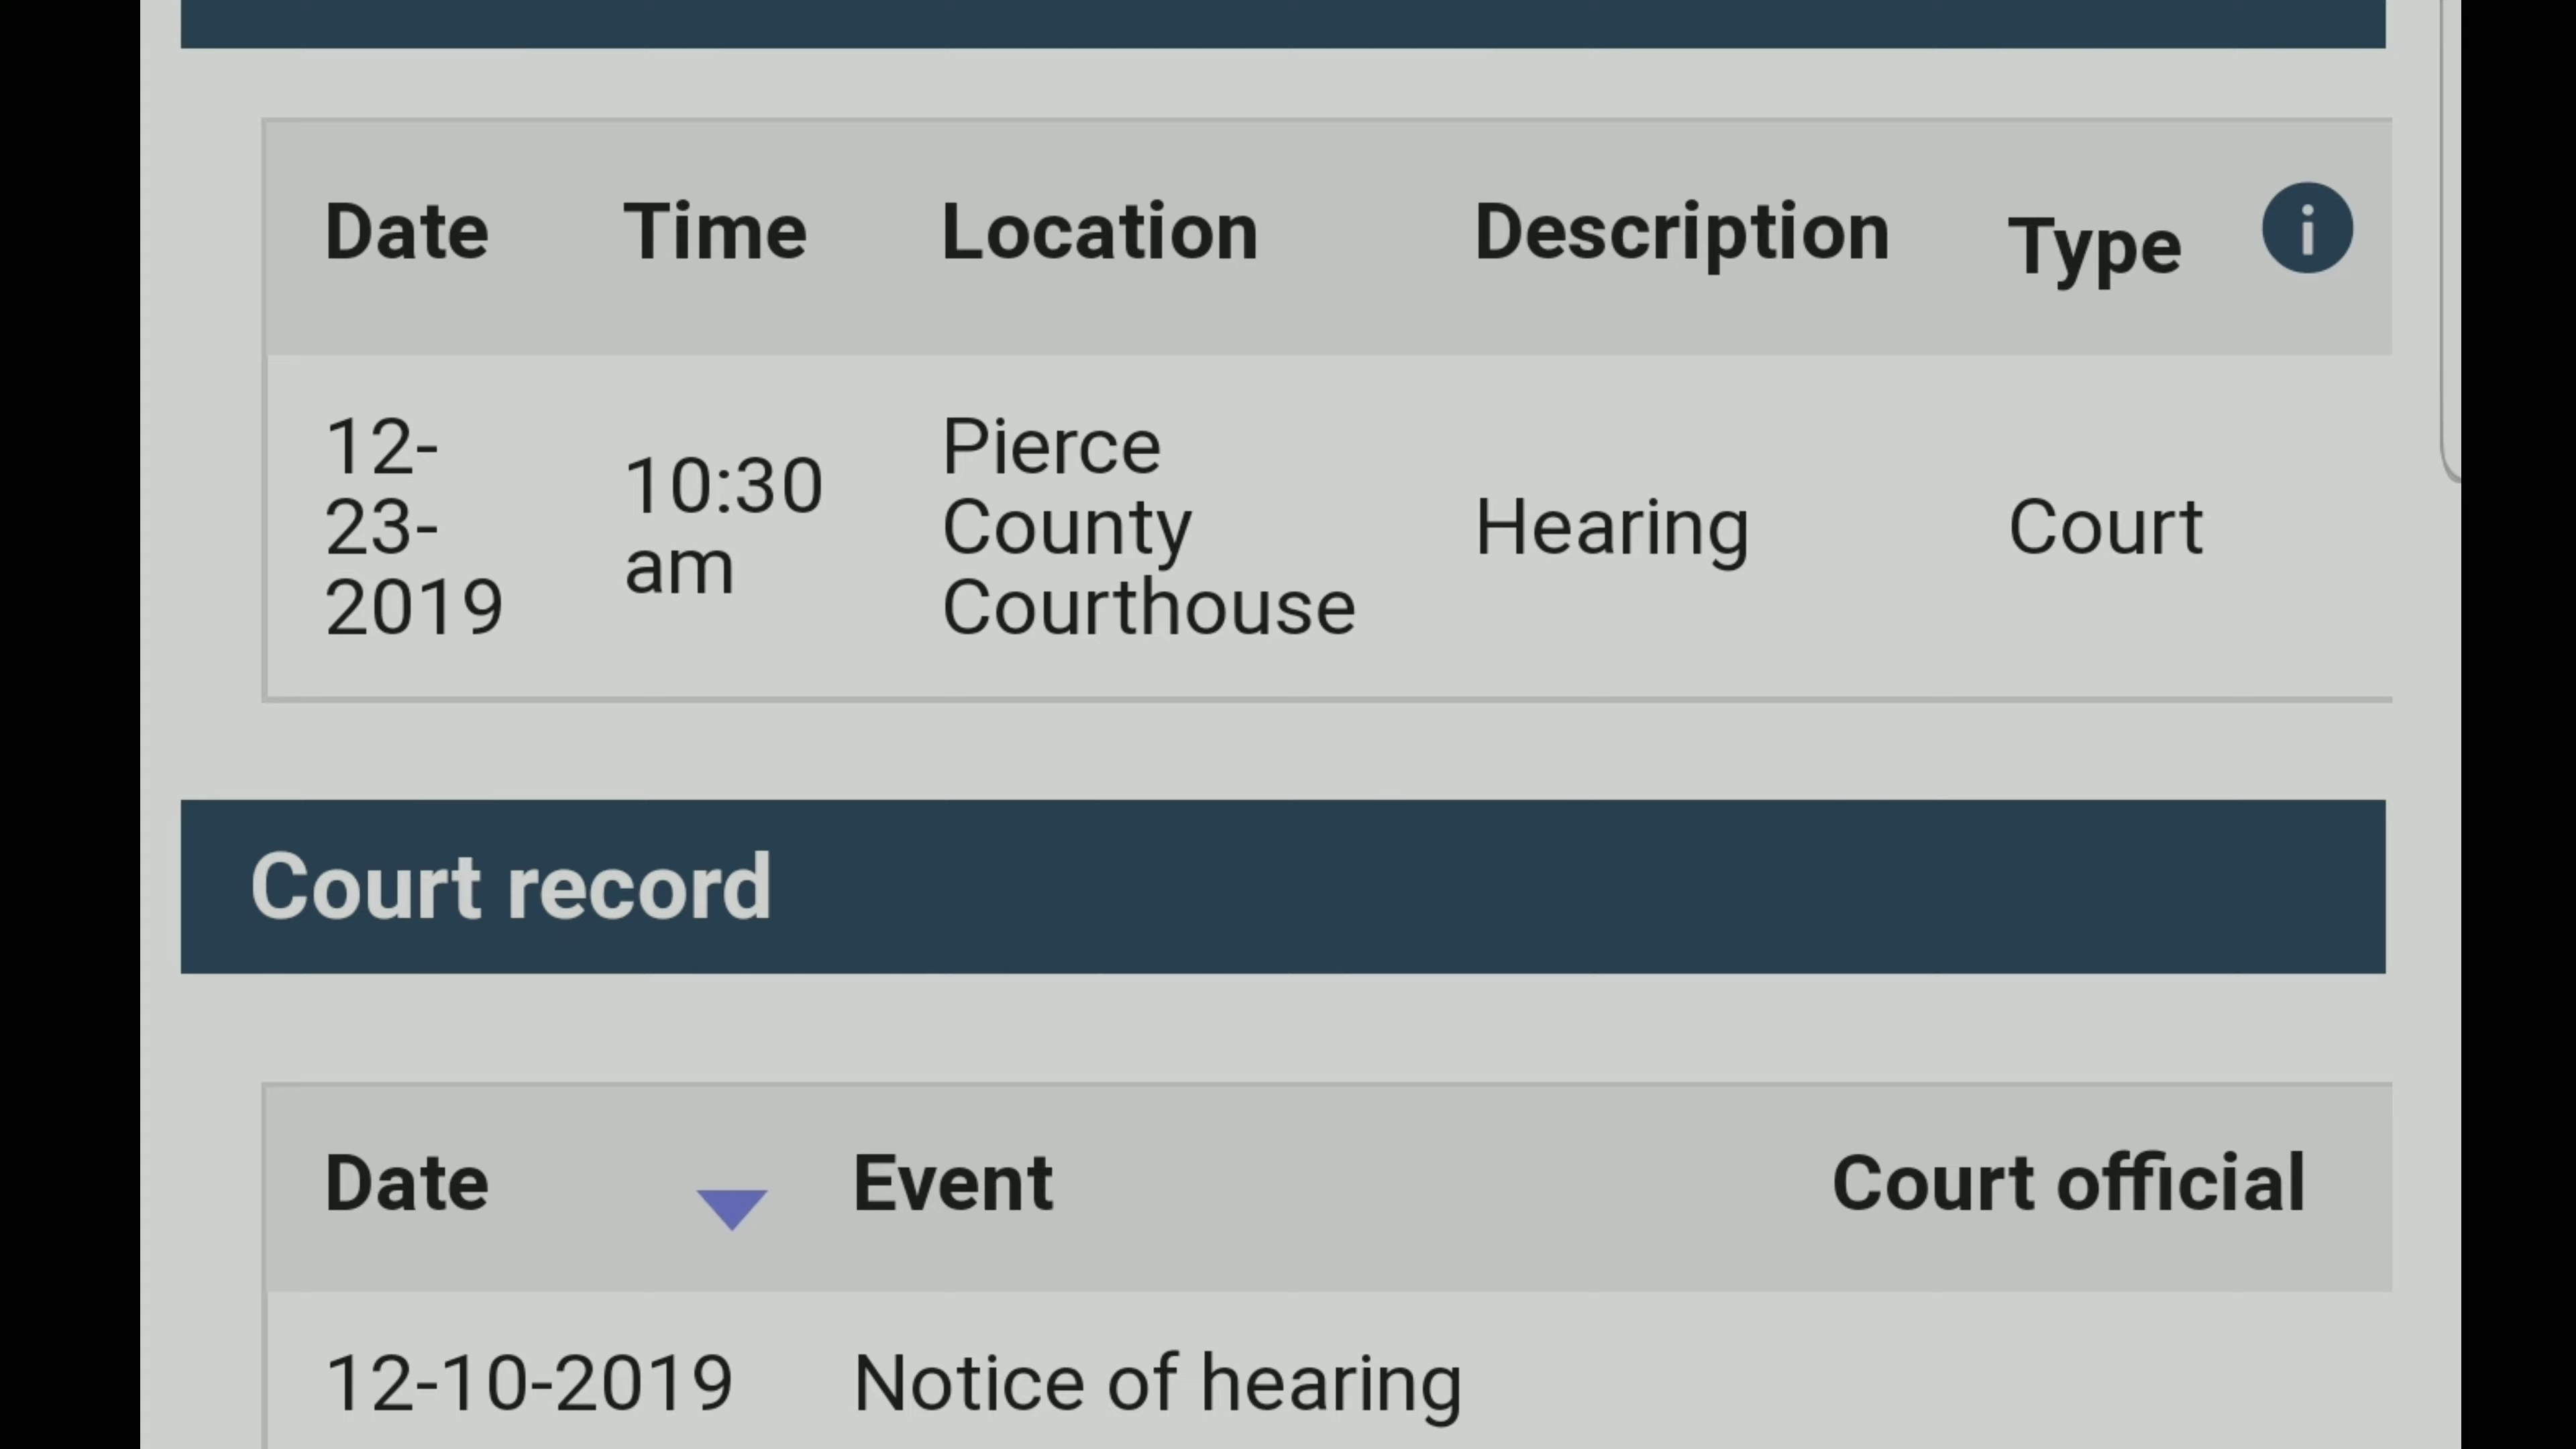 Date Time Location Description Type i
12-
23-
2019
10:30
am
Pierce
County
Courthouse
Hearing
Court
Court record
Date Event Court official
12-10-2019 Notice of hearing